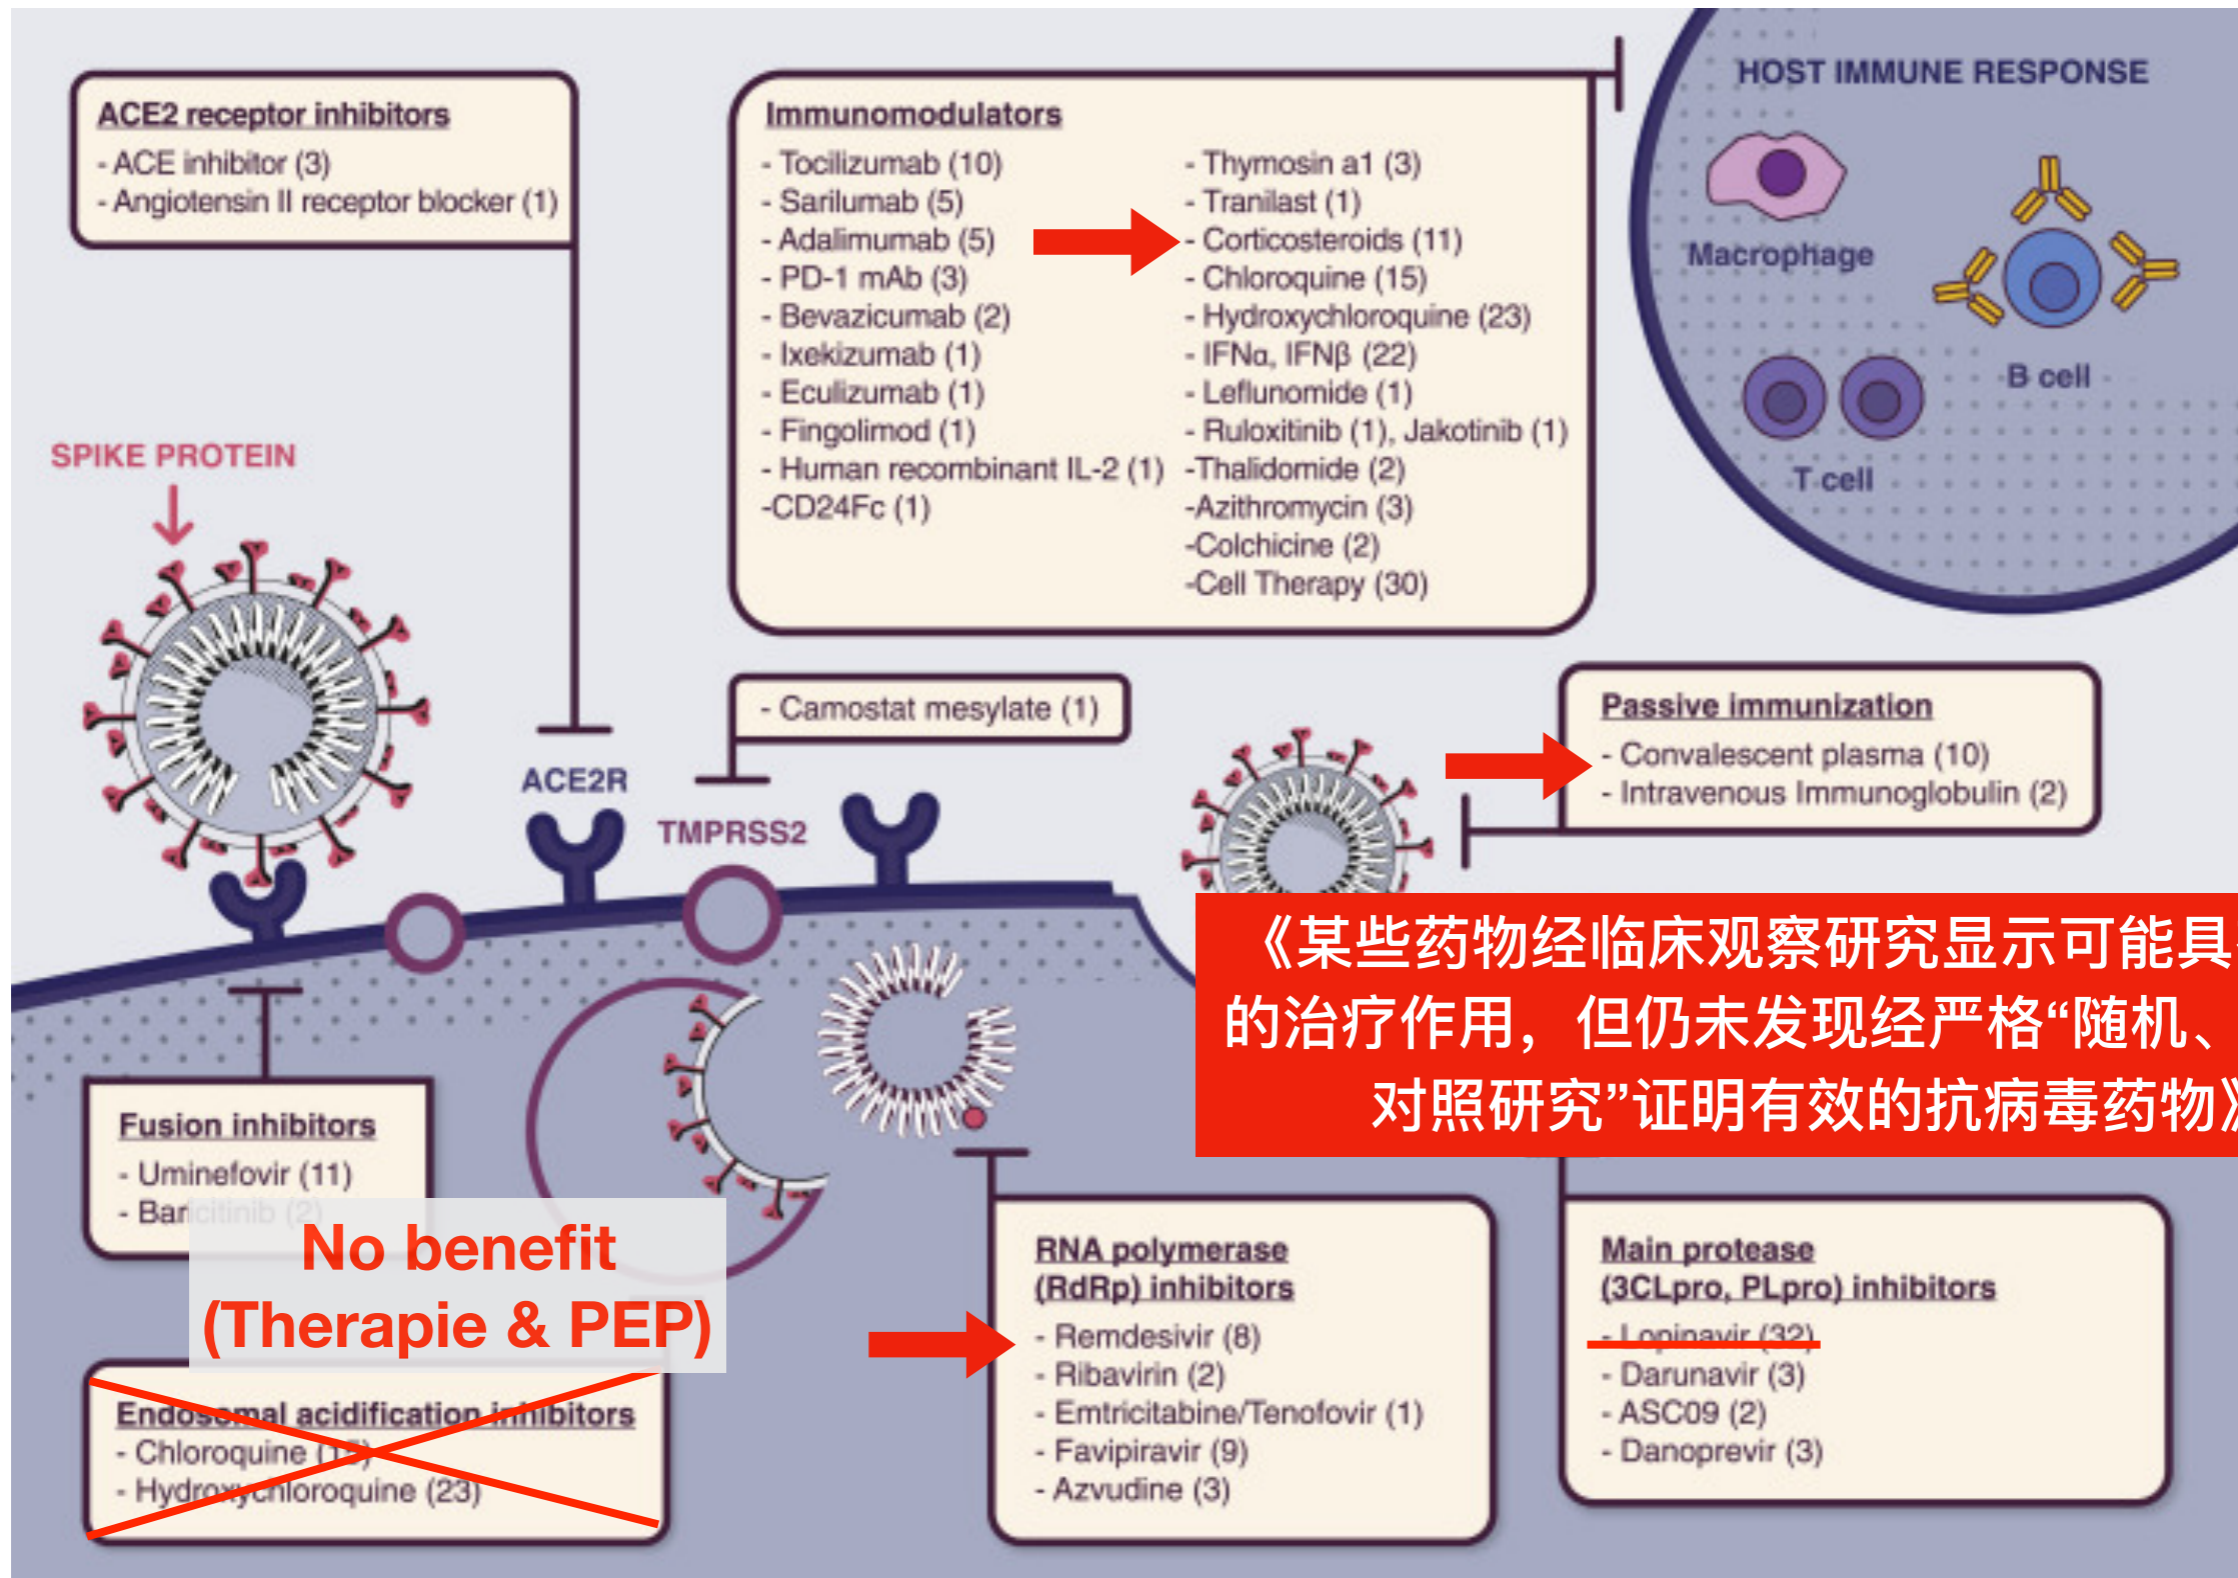 ACE2 receptor inhibitors
- ACE inhibitor (3)
- Angiotensin II receptor blocker (1)
Immunomodulators
- Tocilizumab (10)
- Sarilumab (5)
- Adalimumab (5)
- PD-1 mAb (3)
- Bevazicumab (2)
- Ixekizumab (1)
- Eculizumab (1)
- Fingolimod (1)
- Human recombinant IL-2 (1)
-CD24Fc (1)
- Thymosin a1 (3)
- Tranilast (1)
- Corticosteroids (11)
- Chloroquine (15)
- Hydroxychloroquine (23)
- IFNα, IFNβ (22)
- Leflunomide (1)
- Ruloxitinib (1), Jakotinib (1)
-Thalidomide (2)
-Azithromycin (3)
-Colchicine (2)
-Cell Therapy (30)
HOST IMMUNE RESPONSE
Macrophage
B cell
T cell
SPIKE PROTEIN
- Camostat mesylate (1)
ACE2R
TMPRSS2
Passive immunization
- Convalescent plasma (10)
- Intravenous Immunoglobulin (2)
《某些药物经临床观察研究显示可能具
的治疗作用，但仍未发现经严格“随机、
对照研究”证明有效的抗病毒药物》
Fusion inhibitors
- Uminefovir (11)
- Baricitinib (2)
No benefit
(Therapie & PEP)
Endosomal acidification inhibitors
- Chloroquine (15)
- Hydroxychloroquine (23)
RNA polymerase
(RdRp) inhibitors
- Remdesivir (8)
- Ribavirin (2)
- Emtricitabine/Tenofovir (1)
- Favipiravir (9)
- Azvudine (3)
Main protease
(3CLpro, PLpro) inhibitors
- Lopinavir (32)
- Darunavir (3)
- ASC09 (2)
- Danoprevir (3)